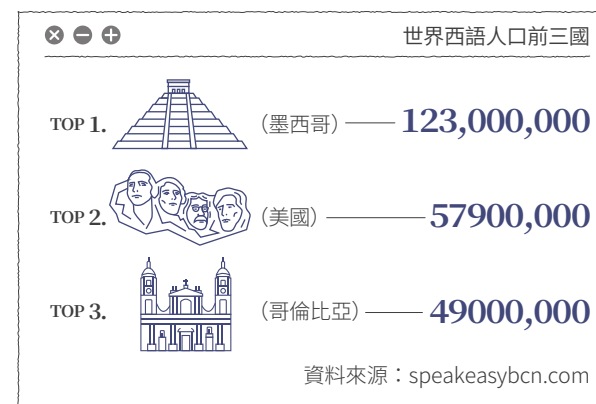 世界西語人口前三國
TOP 1. （墨西哥） 123,000,000
TOP 2. （美國） 57900,000
TOP 3. （哥倫比亞） 49000,000
資料來源：speakeasybcn.com